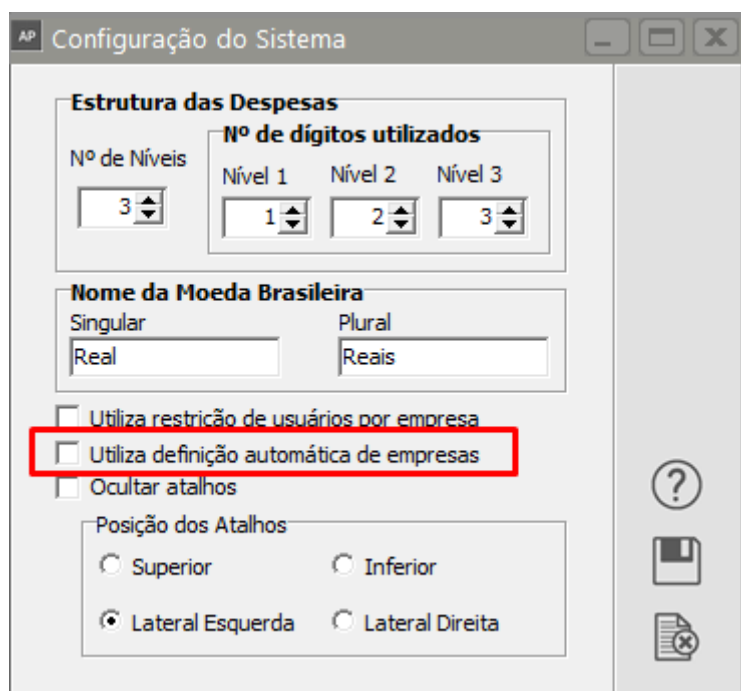 AP Configuração do Sistema
Estrutura das Despesas
Nº de dígitos utilizados
Nº de Níveis
Nível 1 Nível 2 Nível 3
3 1 2 3
Nome da Moeda Brasileira
Singular Plural
Real Reais
Utiliza restrição de usuários por empresa
Utiliza definição automática de empresas
Ocultar atalhos
Posição dos Atalhos
Superior Inferior
Lateral Esquerda Lateral Direita
?